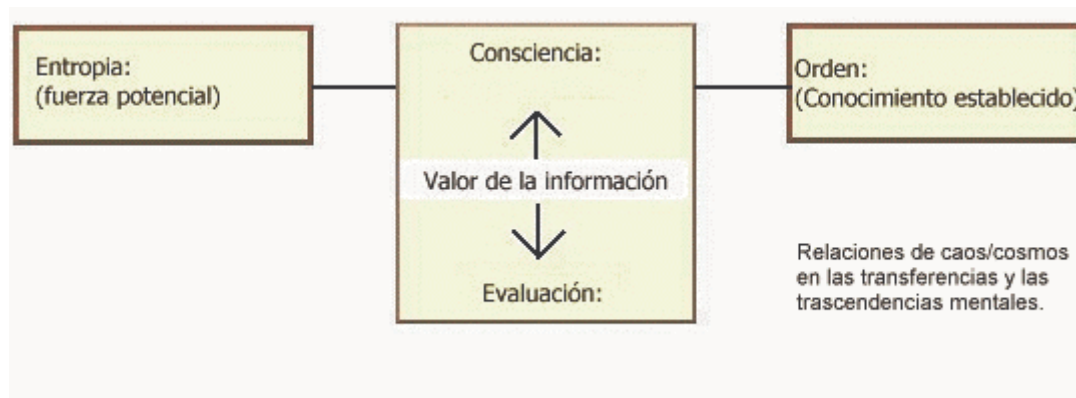 Entropia:
(fuerza potencial)
Consciencia:
Valor de la información
Evaluación:
Orden:
(Conocimiento establecido)
Relaciones de caos/cosmos
en las transferencias y las
trascendencias mentales.